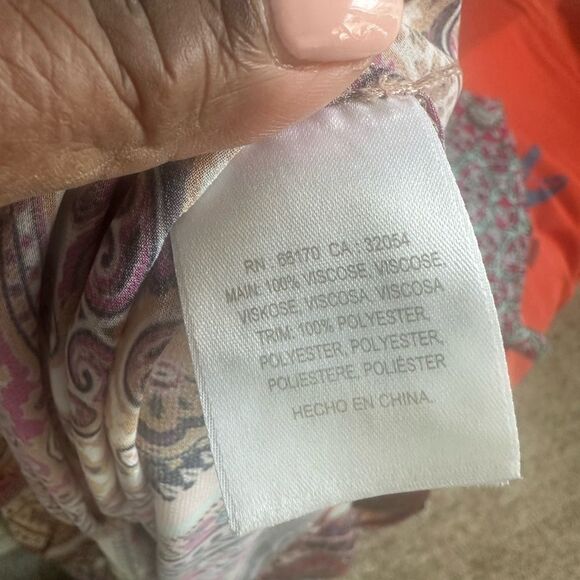 RN : 68170 CA : 32054
MAIN: 100% VISCOSE, VISCOSE,
VISKOSE, VISCOSA, VISCOSA
TRIM: 100% POLYESTER,
POLYESTER, POLYESTER,
POLIESTERE, POLIÉSTER
HECHO EN CHINA.